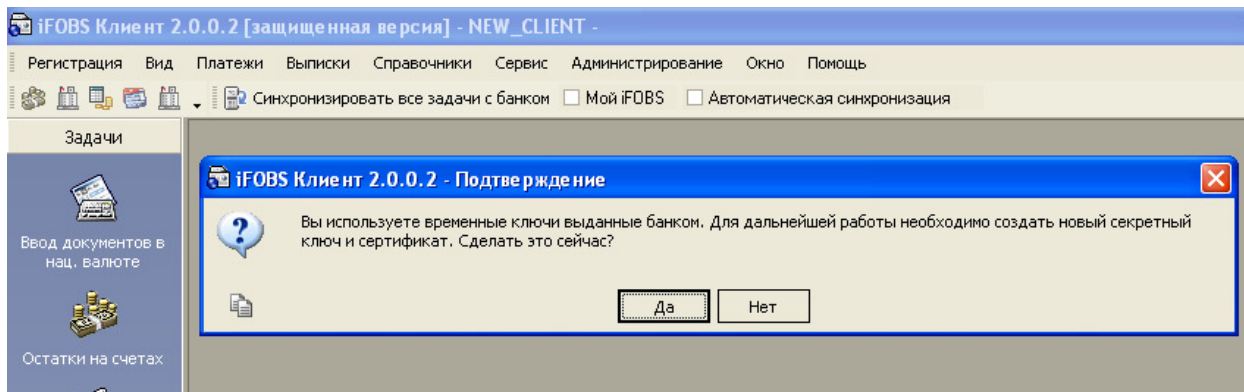 iFOBS Клиент 2.0.0.2 [защищенная версия] - NEW_CLIENT -
Регистрация Вид Платежи Выписки Справочники Сервис Администрирование Окно Помощь
Синхронизировать все задачи с банком Мой iFOBS Автоматическая синхронизация
Задачи
iFOBS Клиент 2.0.0.2 - Подтверждение
Вы используете временные ключи выданные банком. Для дальнейшей работы необходимо создать новый секретный
ключ и сертификат. Сделать это сейчас?
Да Нет
Ввод документов в
нац. валюте
Остатки на счетах